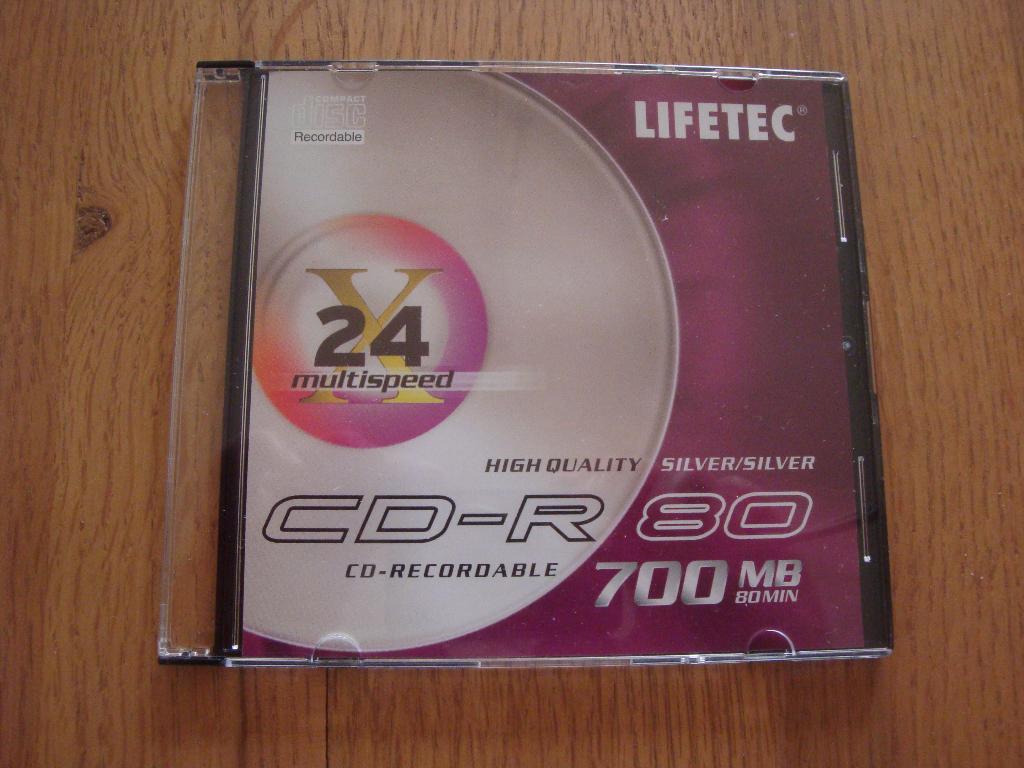 COMPACT
disc
Recordable
LIFETEC®
X
24
multispeed
HIGH QUALITY SILVER/SILVER
CD-R 80
CD-RECORDABLE
700 MB
80 MIN